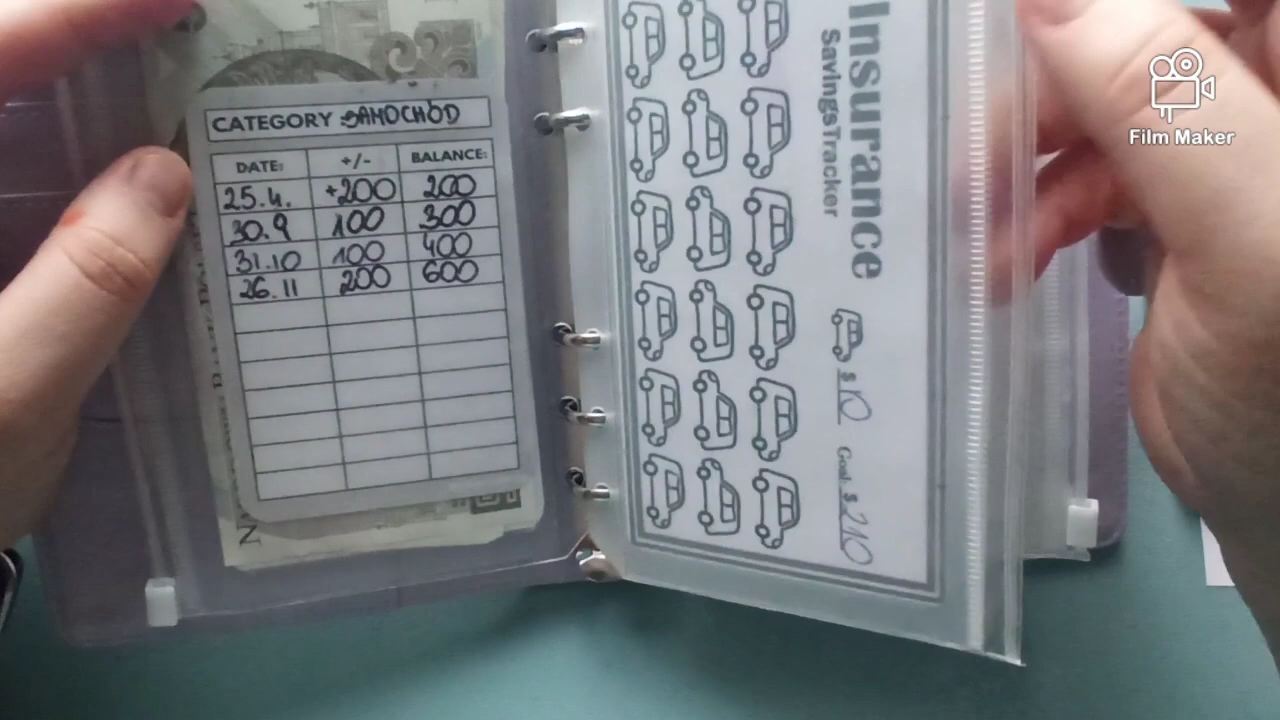 CATEGORY SAMOCHÓD
DATE: +/- BALANCE:
25.4. +200 200
30.9 100 300
31.10 100 400
26.11 200 600
Insurance
SavingsTracker
$ 10 Goal: $ 210
Film Maker